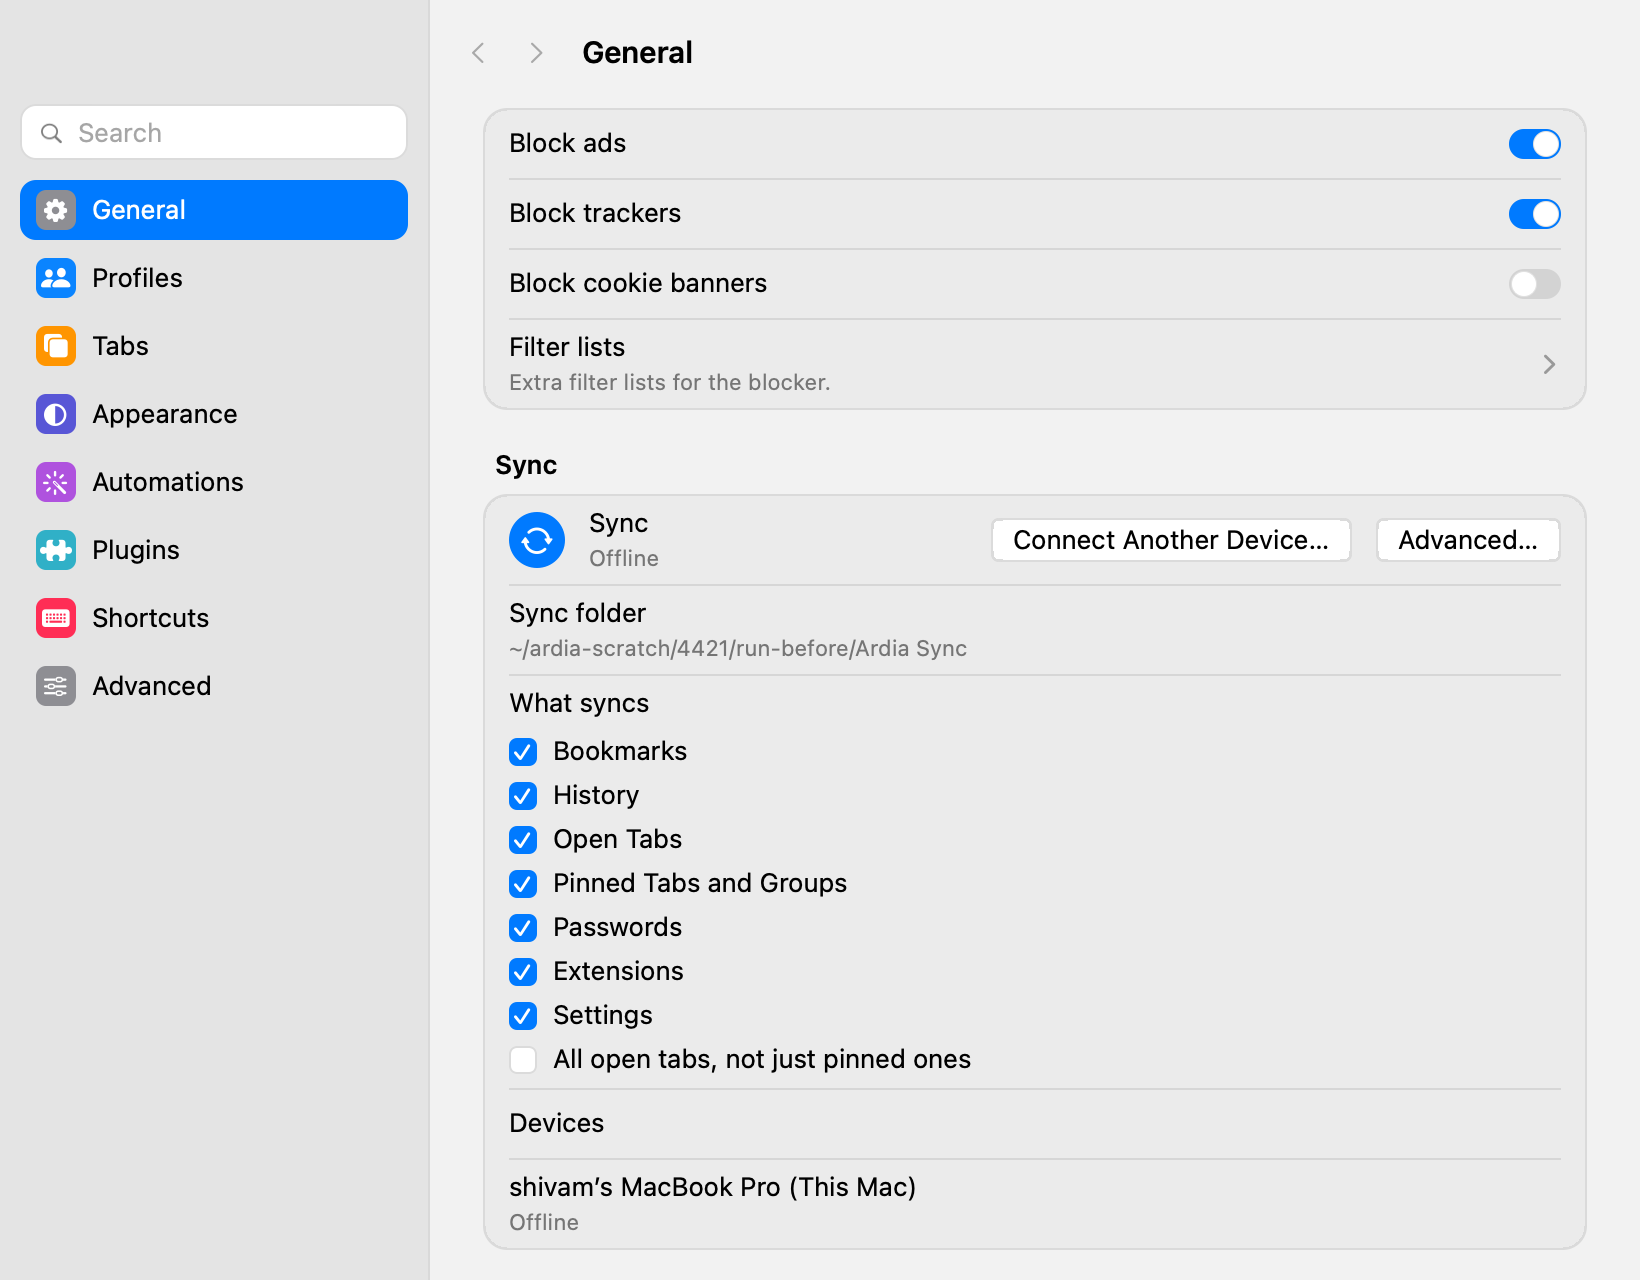 General
Search
General
Profiles
Tabs
Appearance
Automations
Plugins
Shortcuts
Advanced
Block ads
Block trackers
Block cookie banners
Filter lists
Extra filter lists for the blocker.
Sync
Sync
Offline
Connect Another Device...
Advanced...
Sync folder
~/ardia-scratch/4421/run-before/Ardia Sync
What syncs
Bookmarks
History
Open Tabs
Pinned Tabs and Groups
Passwords
Extensions
Settings
All open tabs, not just pinned ones
Devices
shivam’s MacBook Pro (This Mac)
Offline